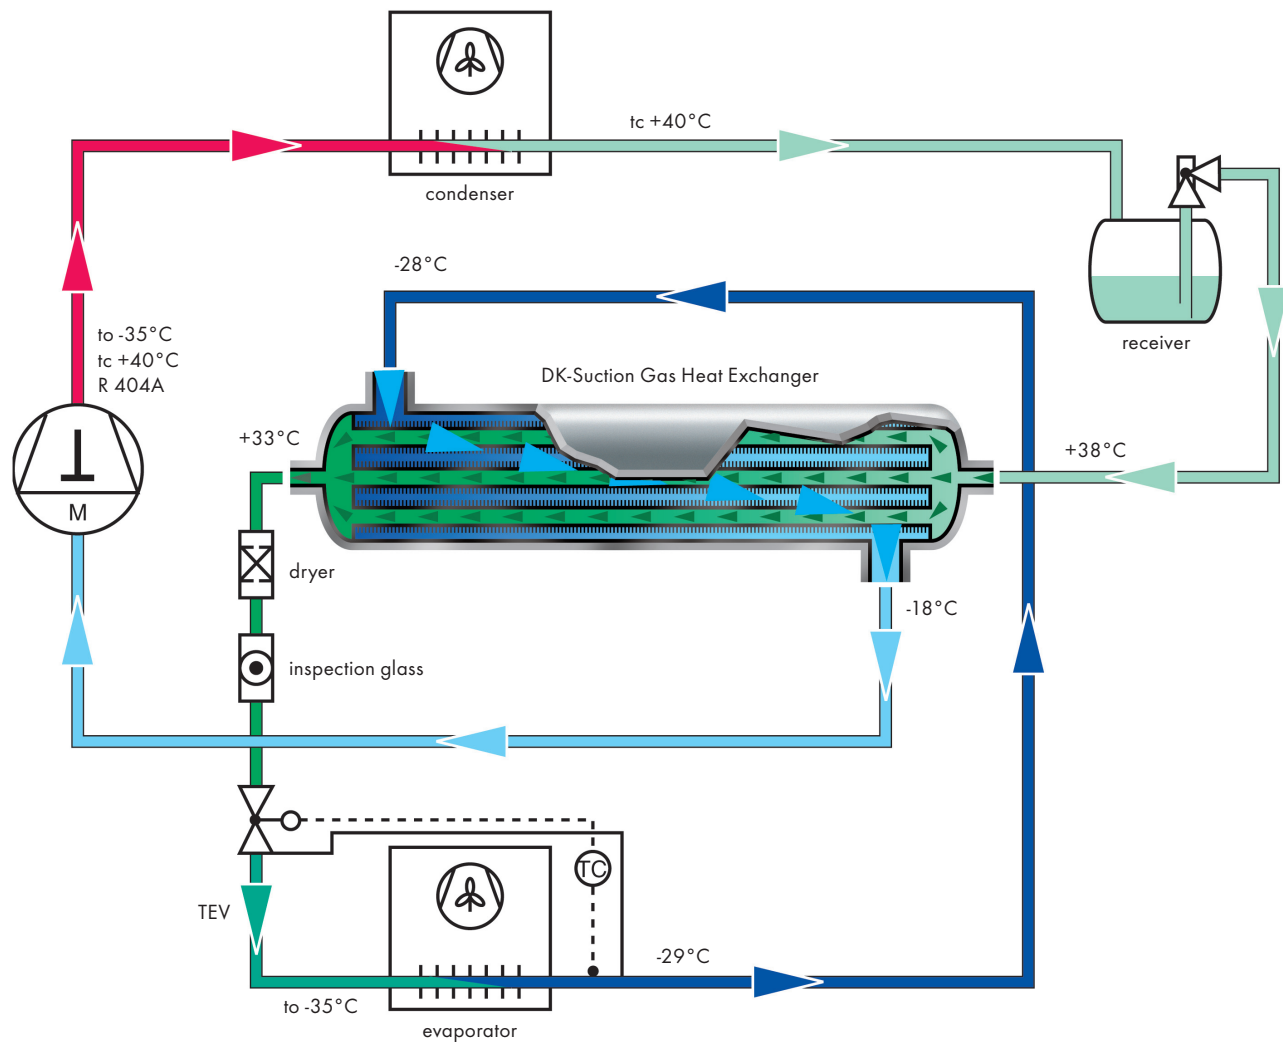 tc +40°C
condenser
-28°C
to -35°C
tc +40°C
R 404A
receiver
DK-Suction Gas Heat Exchanger
+33°C
+38°C
M
dryer
-18°C
inspection glass
TC
TEV
-29°C
to -35°C
evaporator